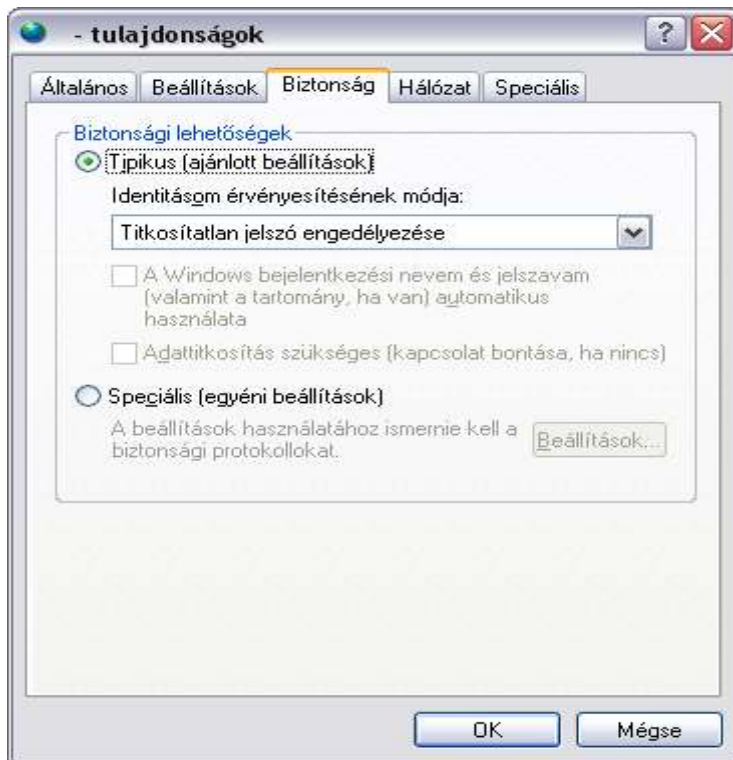 - tulajdonságok
Általános Beállítások Biztonság Hálózat Speciális
Biztonsági lehetőségek
Tipikus (ajánlott beállítások)
Identitásom érvényesítésének módja:
Titkosítatlan jelszó engedélyezése
A Windows bejelentkezési nevem és jelszavam
(valamint a tartomány, ha van) automatikus
használata
Adattitkosítás szükséges (kapcsolat bontása, ha nincs)
Speciális (egyéni beállítások)
A beállítások használatához ismernie kell a
biztonsági protokollokat.
Beállítások...
OK Mégse